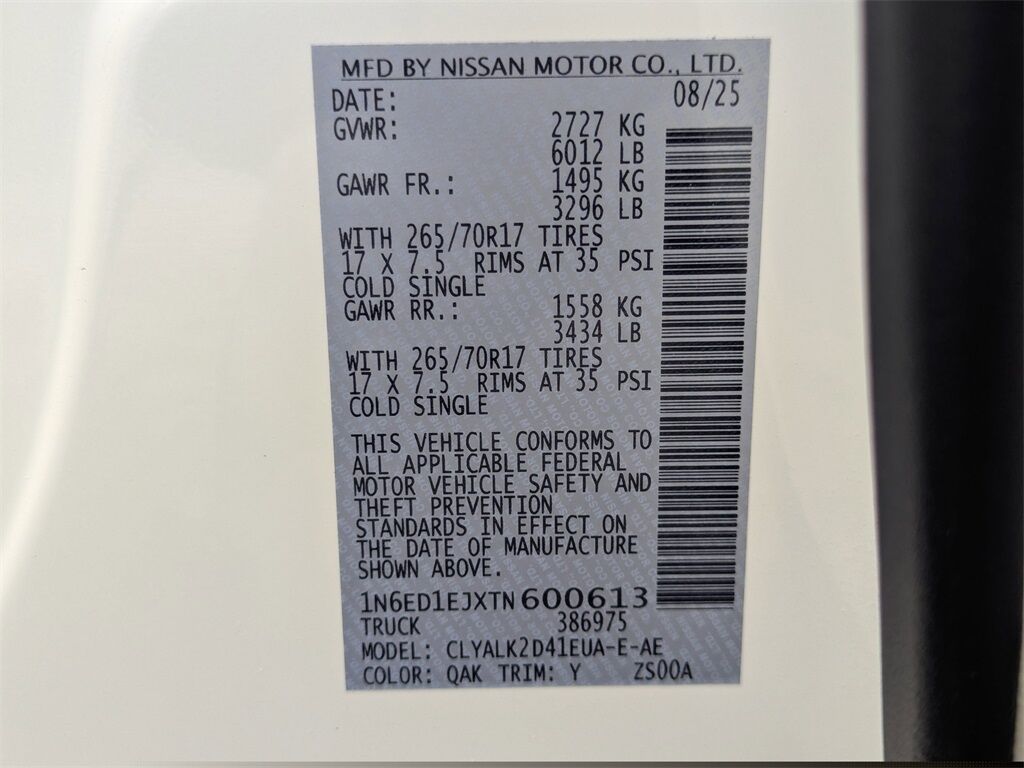 MFD BY NISSAN MOTOR CO., LTD.
DATE: 08/25
GVWR: 2727 KG
6012 LB
GAWR FR.: 1495 KG
3296 LB
WITH 265/70R17 TIRES
17 X 7.5 RIMS AT 35 PSI
COLD SINGLE
GAWR RR.: 1558 KG
3434 LB
WITH 265/70R17 TIRES
17 X 7.5 RIMS AT 35 PSI
COLD SINGLE
THIS VEHICLE CONFORMS TO
ALL APPLICABLE FEDERAL
MOTOR VEHICLE SAFETY AND
THEFT PREVENTION
STANDARDS IN EFFECT ON
THE DATE OF MANUFACTURE
SHOWN ABOVE.
1N6ED1EJXTN600613
TRUCK 386975
MODEL: CLYALK2D41EUA-E-AE
COLOR: QAK TRIM: Y ZS00A